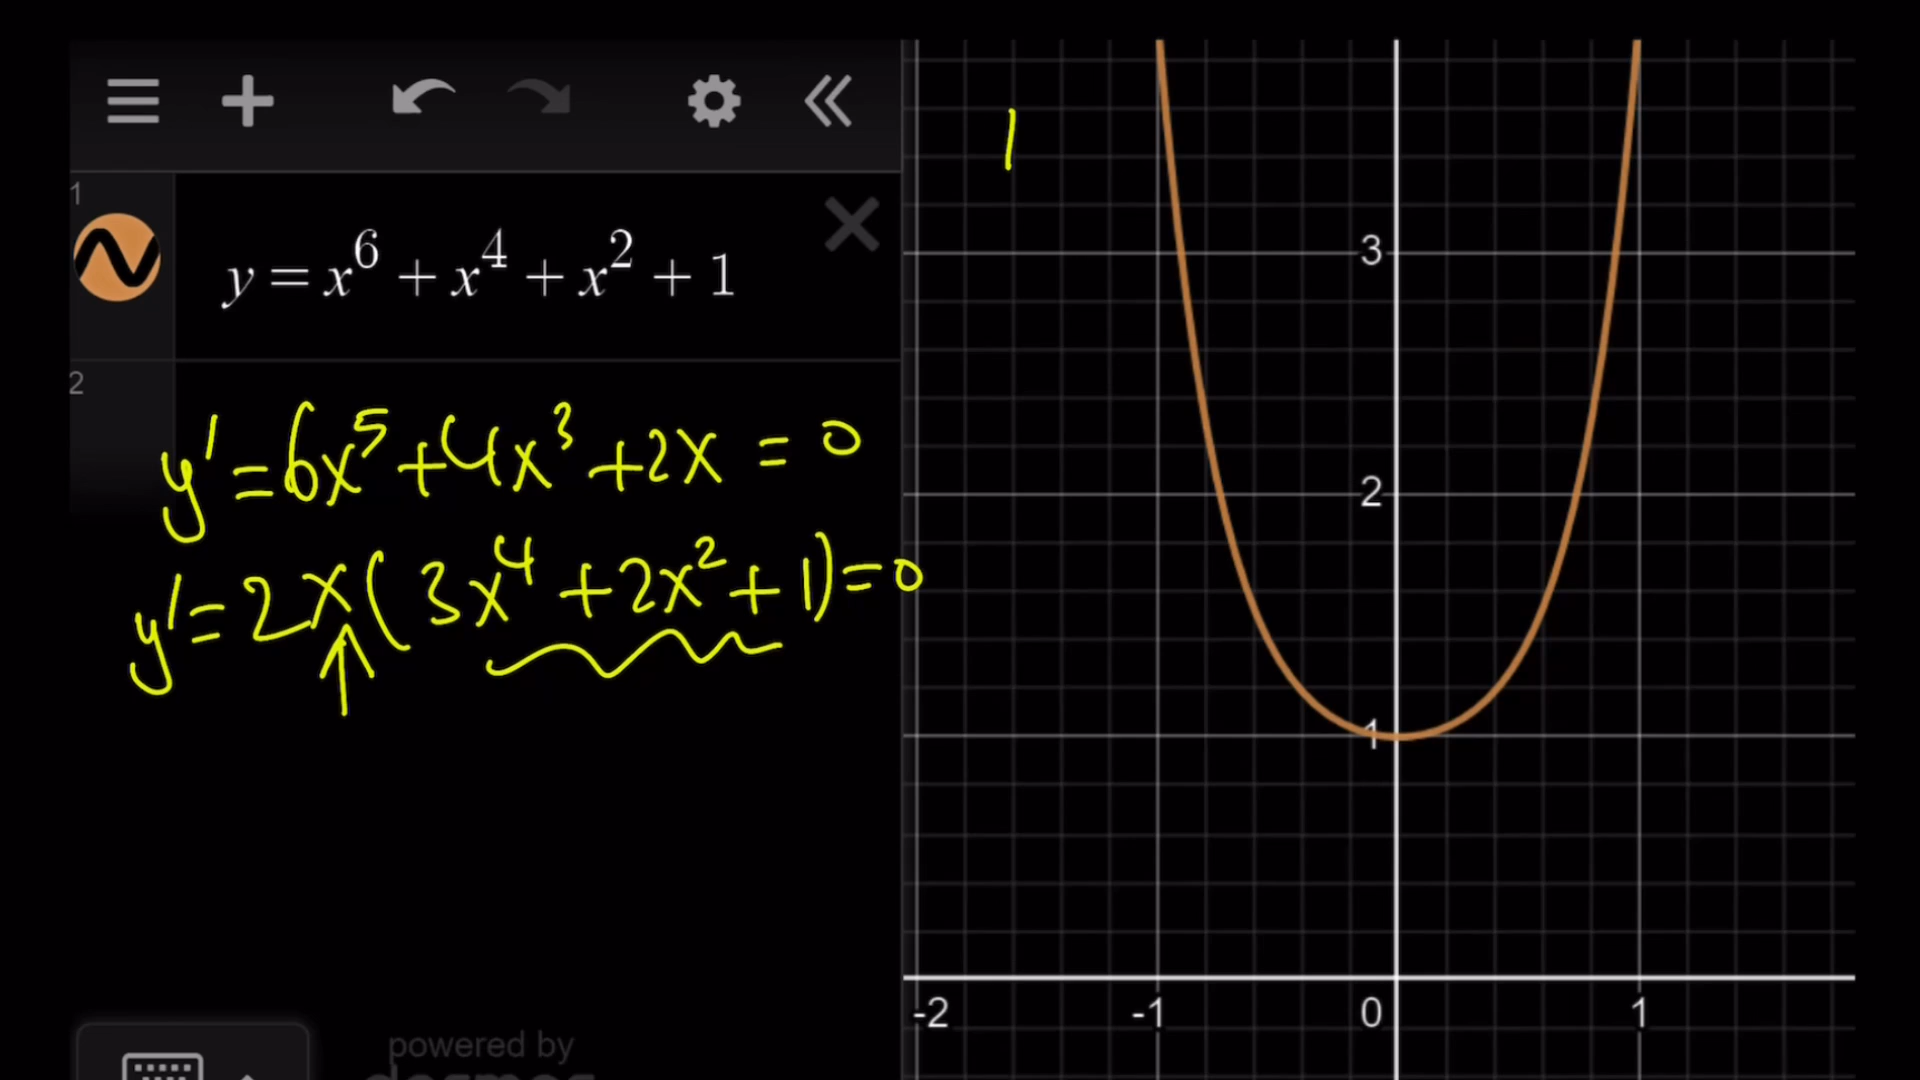 1
y = x^6 + x^4 + x^2 + 1
2
y' = 6x^5 + 4x^3 + 2x = 0
y' = 2x(3x^4 + 2x^2 + 1) = 0
powered by
3
2
1
-2 -1 0 1